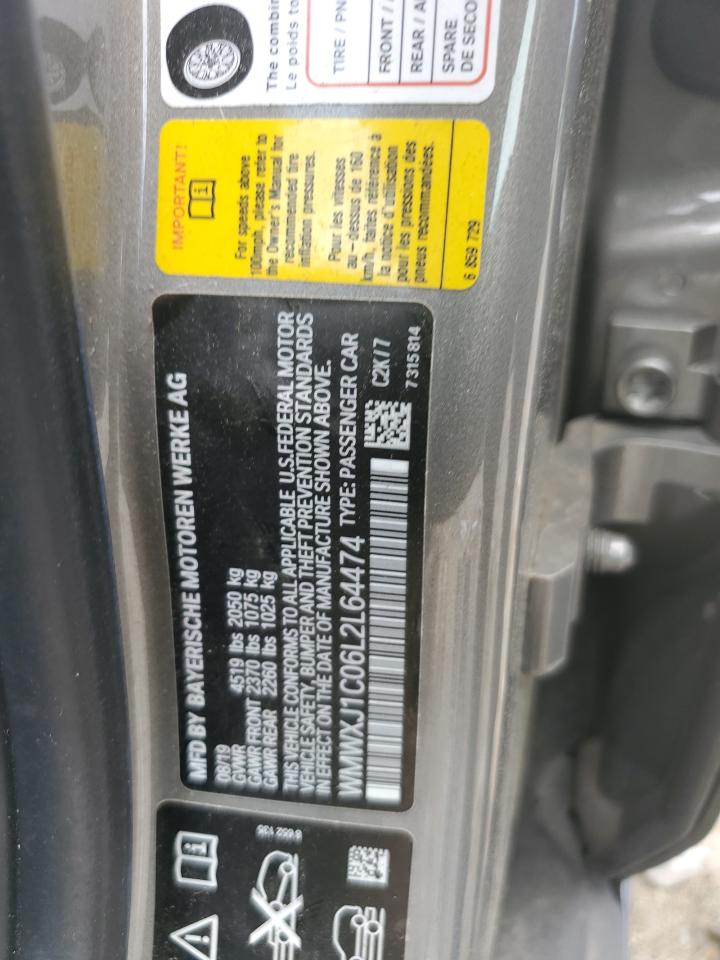 The combin
Le poids to
TIRE / PN
FRONT /
REAR / A
SPARE
DE SECO
IMPORTANT!
For speeds above
100mph, please refer to
the Owner's Manual for
recommended tire
inflation pressures.
Pour les vitesses
au-dessus de 160
km/h, faites référence à
la notice d'utilisation
pour les pressions des
pneus recommandées.
6 859 729
MFD BY BAYERISCHE MOTOREN WERKE AG
08/19
GVWR 4519 lbs 2050 kg
GAWR FRONT 2370 lbs 1075 kg
GAWR REAR 2260 lbs 1025 kg
THIS VEHICLE CONFORMS TO ALL APPLICABLE U.S.FEDERAL MOTOR
VEHICLE SAFETY, BUMPER AND THEFT PREVENTION STANDARDS
IN EFFECT ON THE DATE OF MANUFACTURE SHOWN ABOVE.
WMWXJ1C06L2L64474 TYPE: PASSENGER CAR
C2K/7
7 315 814